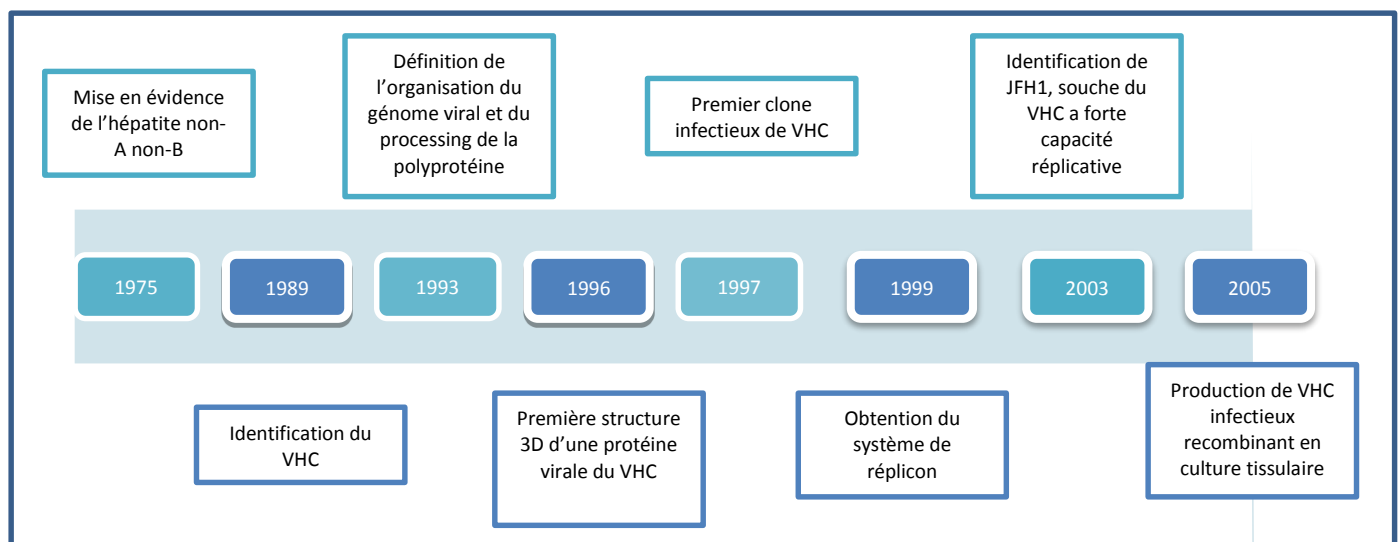 Mise en évidence
de l'hépatite non-
A non-B
Définition de
l'organisation du
génome viral et du
processing de la
polyprotéine
Premier clone
infectieux de VHC
Identification de
JFH1, souche du
VHC a forte
capacité
réplicative
1975
1989
1993
1996
1997
1999
2003
2005
Identification du
VHC
Première structure
3D d'une protéine
virale du VHC
Obtention du
système de
réplicon
Production de VHC
infectieux
recombinant en
culture tissulaire